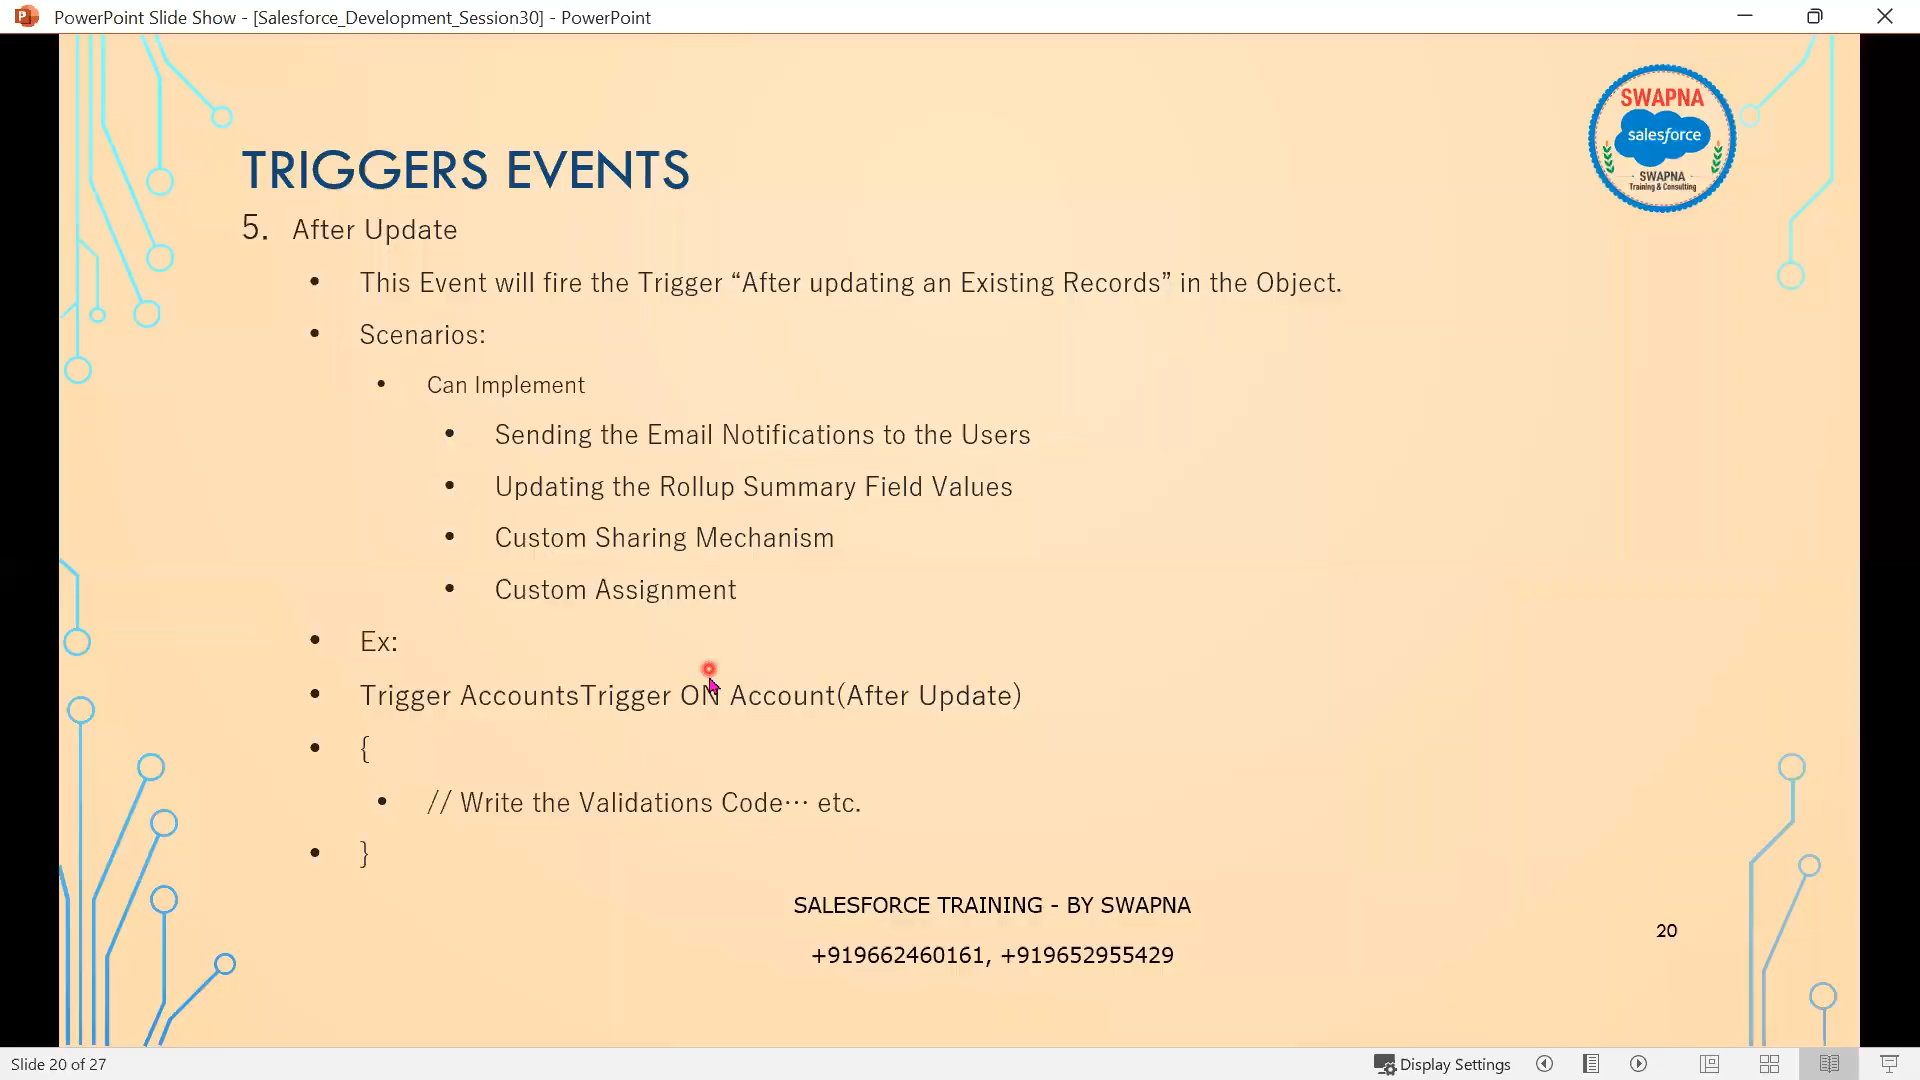 PowerPoint Slide Show - [Salesforce_Development_Session30] - PowerPoint
SWAPNA
salesforce
- SWAPNA -
Training & Consulting
TRIGGERS EVENTS
5. After Update
• This Event will fire the Trigger “After updating an Existing Records” in the Object.
• Scenarios:
• Can Implement
• Sending the Email Notifications to the Users
• Updating the Rollup Summary Field Values
• Custom Sharing Mechanism
• Custom Assignment
• Ex:
• Trigger AccountsTrigger ON Account(After Update)
• {
• // Write the Validations Code… etc.
• }
SALESFORCE TRAINING - BY SWAPNA
+919662460161, +919652955429
20
Slide 20 of 27
Display Settings